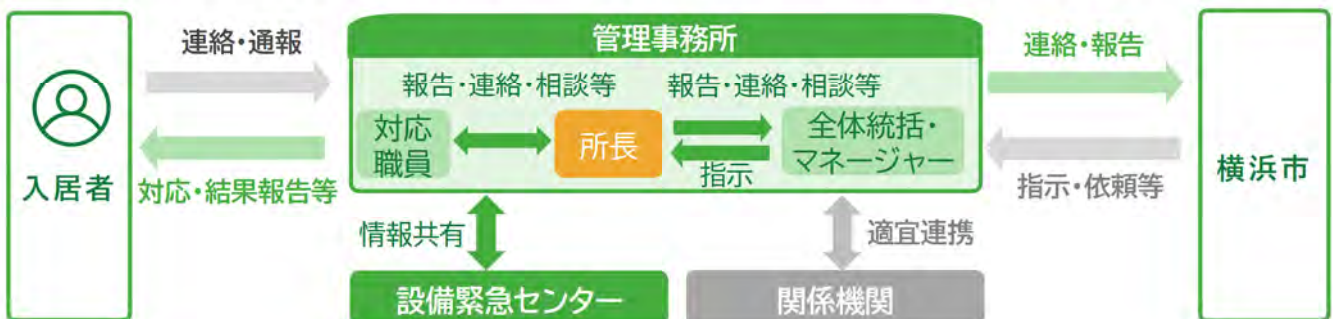 連絡・通報
管理事務所
連絡・報告
報告・連絡・相談等
報告・連絡・相談等
対応
職員
所長
全体統括・
マネージャー
指示
入居者
対応・結果報告等
指示・依頼等
横浜市
情報共有
適宜連携
設備緊急センター
関係機関